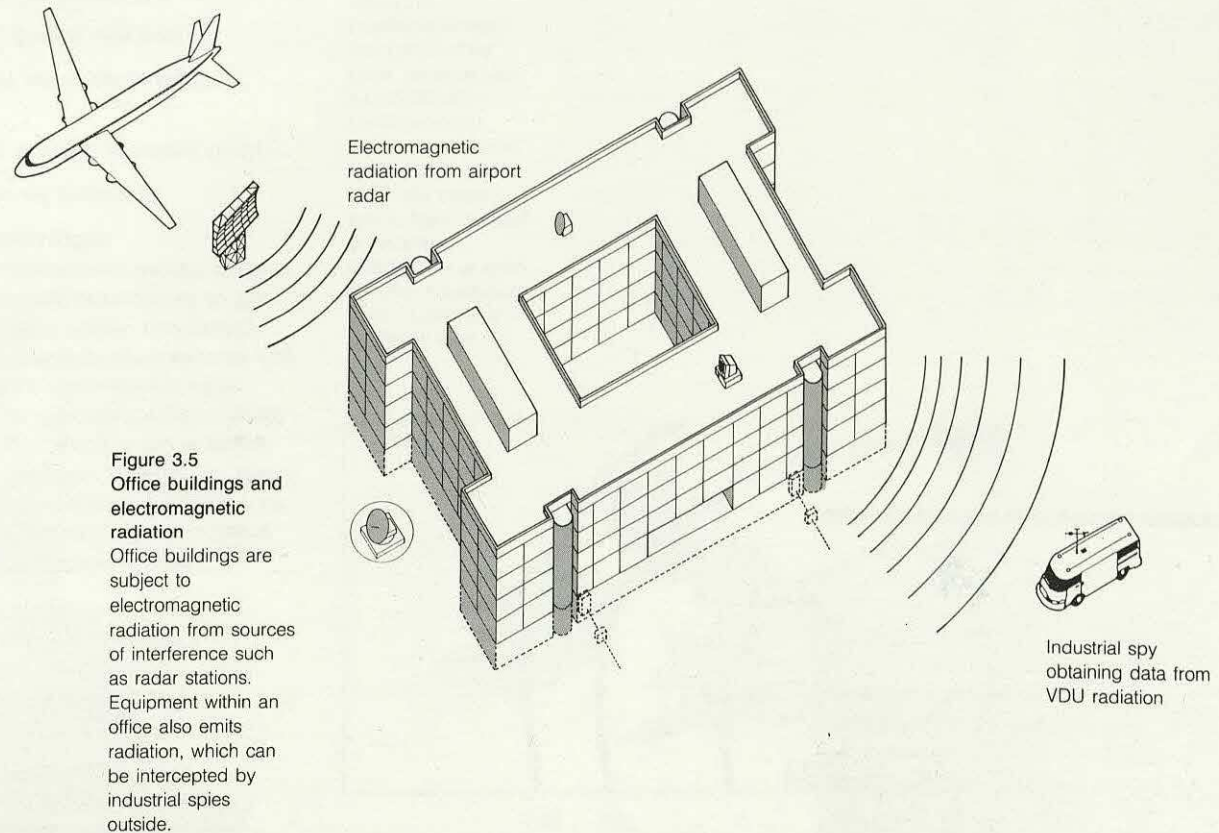 Electromagnetic
radiation from airport
radar
Figure 3.5
Office buildings and
electromagnetic
radiation
Office buildings are
subject to
electromagnetic
radiation from sources
of interference such
as radar stations.
Equipment within an
office also emits
radiation, which can
be intercepted by
industrial spies
outside.
Industrial spy
obtaining data from
VDU radiation